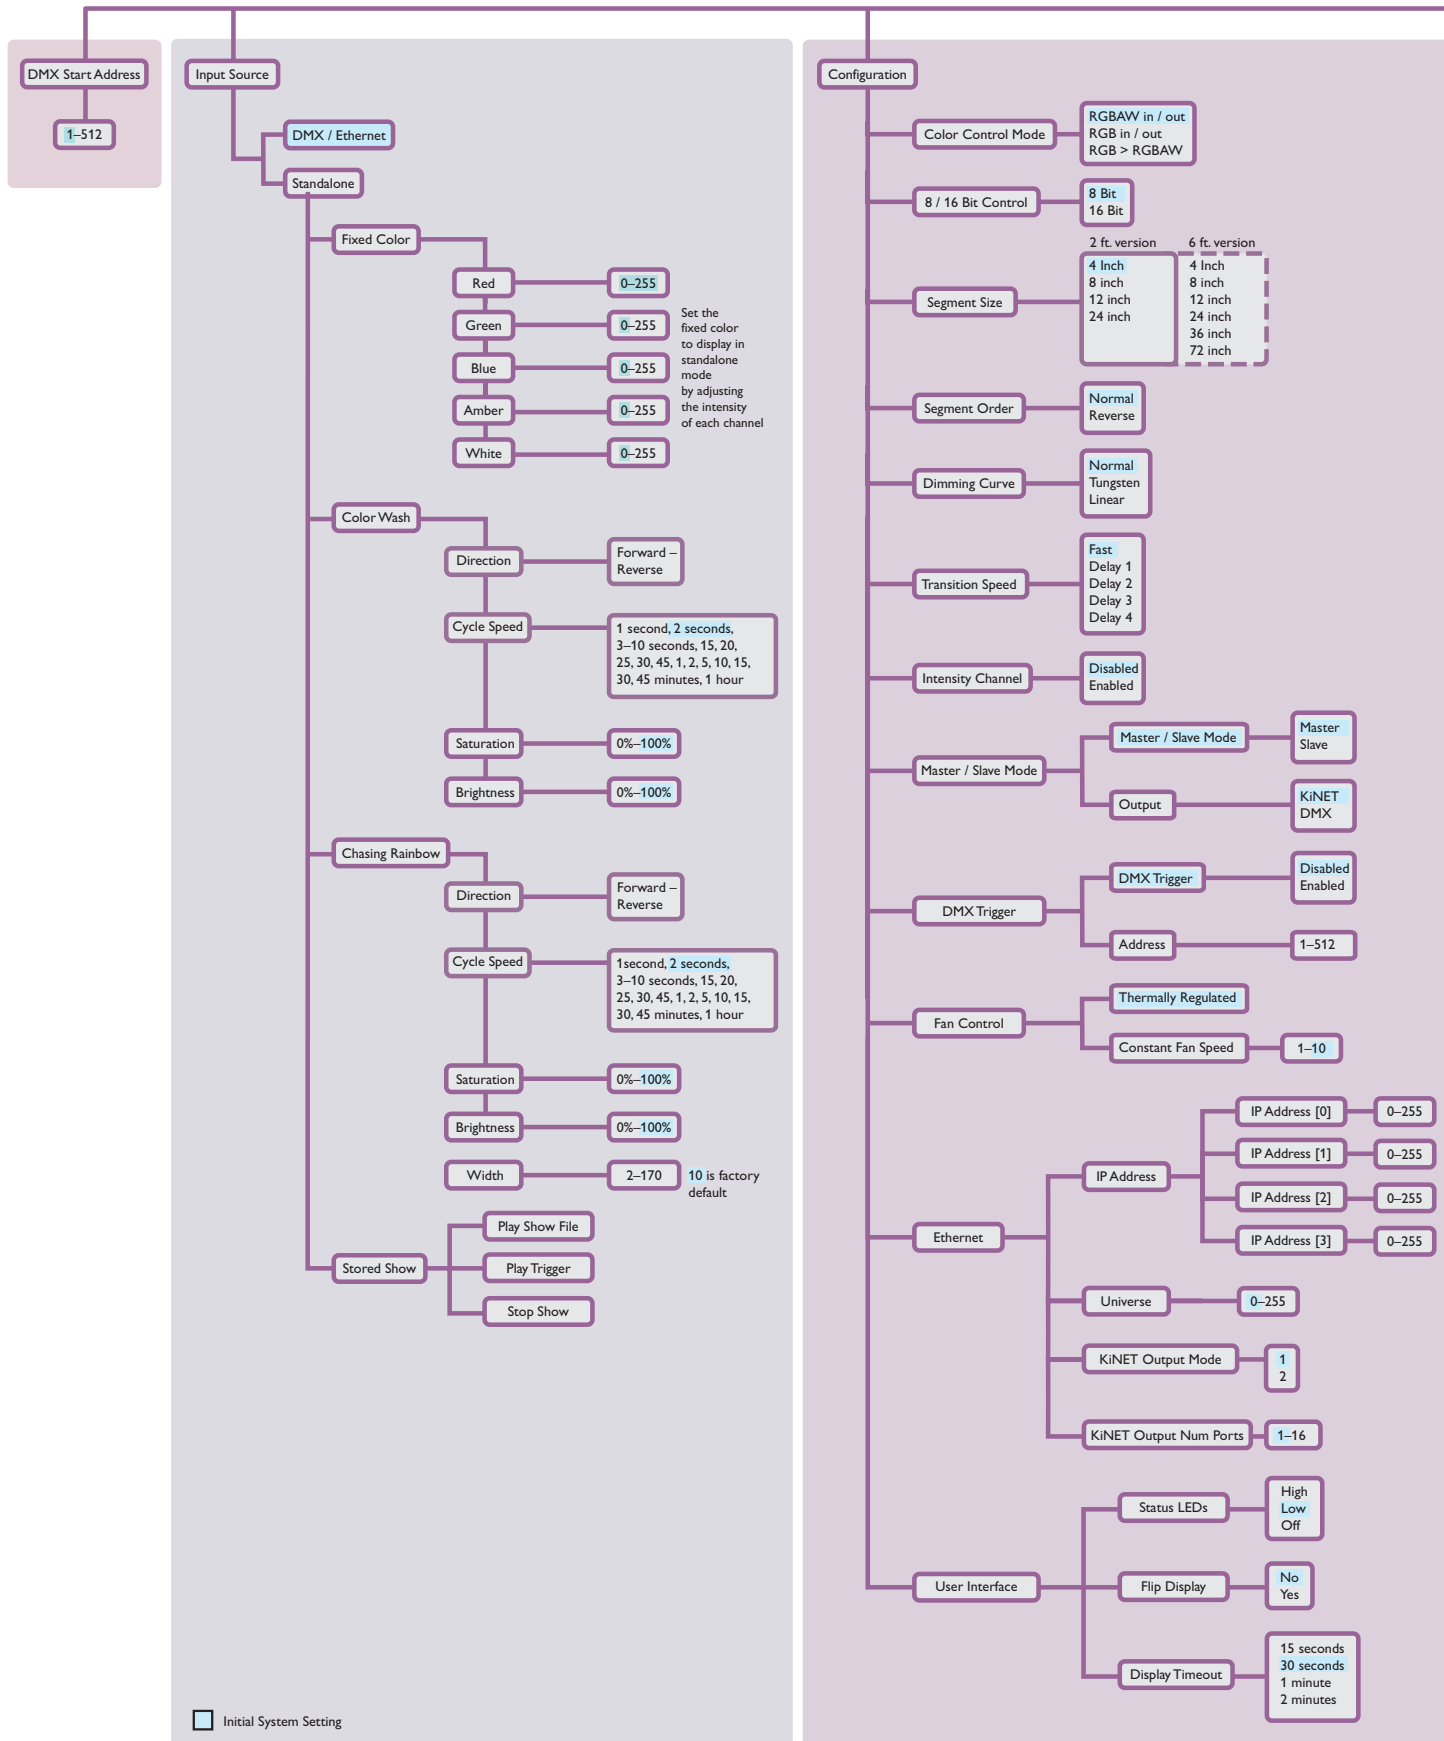 DMX Start Address
1–512
Input Source
DMX / Ethernet
Standalone
Fixed Color
Red
0–255
Green
0–255
Blue
0–255
Amber
0–255
White
0–255
Set the
fixed color
to display in
standalone
mode
by adjusting
the intensity
of each channel
Color Wash
Direction
Forward –
Reverse
Cycle Speed
1 second, 2 seconds,
3–10 seconds, 15, 20,
25, 30, 45, 1, 2, 5, 10, 15,
30, 45 minutes, 1 hour
Saturation
0%–100%
Brightness
0%–100%
Chasing Rainbow
Direction
Forward –
Reverse
Cycle Speed
1second, 2 seconds,
3–10 seconds, 15, 20,
25, 30, 45, 1, 2, 5, 10, 15,
30, 45 minutes, 1 hour
Saturation
0%–100%
Brightness
0%–100%
Width
2–170
10 is factory
default
Stored Show
Play Show File
Play Trigger
Stop Show
Initial System Setting
Configuration
Color Control Mode
RGBAW in / out
RGB in / out
RGB > RGBAW
8 / 16 Bit Control
8 Bit
16 Bit
Segment Size
2 ft. version
4 Inch
8 inch
12 inch
24 inch
6 ft. version
4 Inch
8 inch
12 inch
24 inch
36 inch
72 inch
Segment Order
Normal
Reverse
Dimming Curve
Normal
Tungsten
Linear
Transition Speed
Fast
Delay 1
Delay 2
Delay 3
Delay 4
Intensity Channel
Disabled
Enabled
Master / Slave Mode
Master / Slave Mode
Master
Slave
Output
KiNET
DMX
DMX Trigger
DMX Trigger
Disabled
Enabled
Address
1–512
Fan Control
Thermally Regulated
Constant Fan Speed
1–10
Ethernet
IP Address
IP Address [0]
0–255
IP Address [1]
0–255
IP Address [2]
0–255
IP Address [3]
0–255
Universe
0–255
KiNET Output Mode
1
2
KiNET Output Num Ports
1–16
User Interface
Status LEDs
High
Low
Off
Flip Display
No
Yes
Display Timeout
15 seconds
30 seconds
1 minute
2 minutes